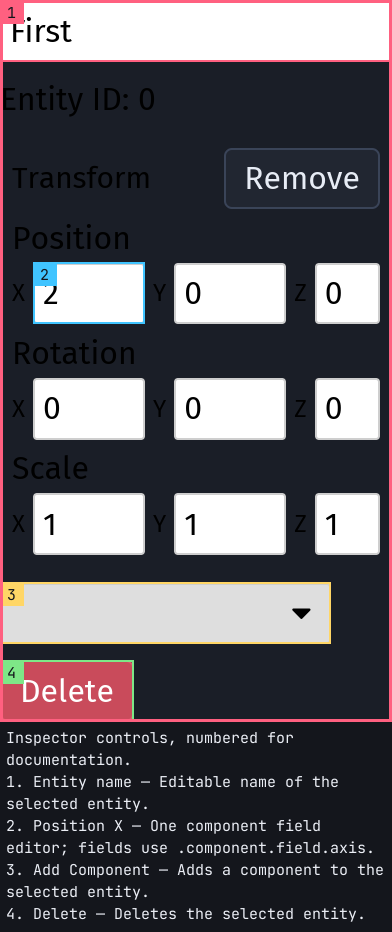 1
First
Entity ID: 0
Transform Remove
Position
X 2 2 Y 0 Z 0
Rotation
X 0 Y 0 Z 0
Scale
X 1 Y 1 Z 1
3
4
Delete
Inspector controls, numbered for
documentation.
1. Entity name — Editable name of the
selected entity.
2. Position X — One component field
editor; fields use .component.field.axis.
3. Add Component — Adds a component to the
selected entity.
4. Delete — Deletes the selected entity.